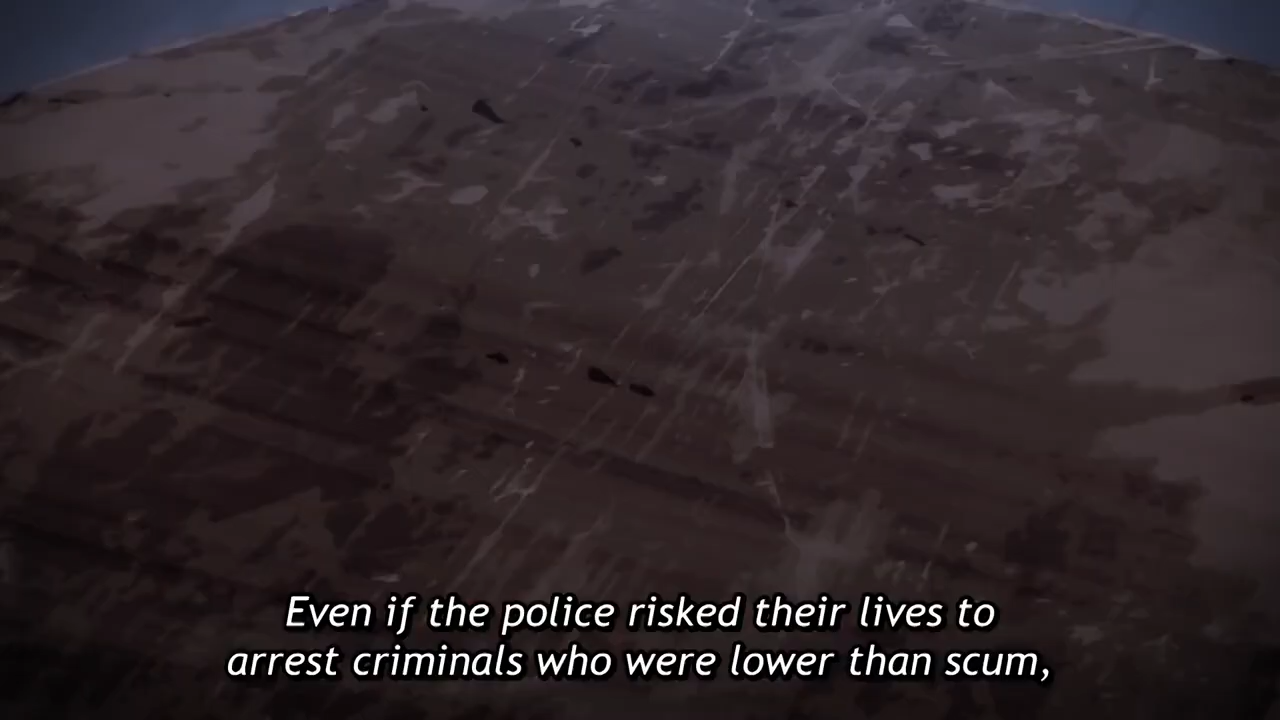 Even if the police risked their lives to
arrest criminals who were lower than scum,